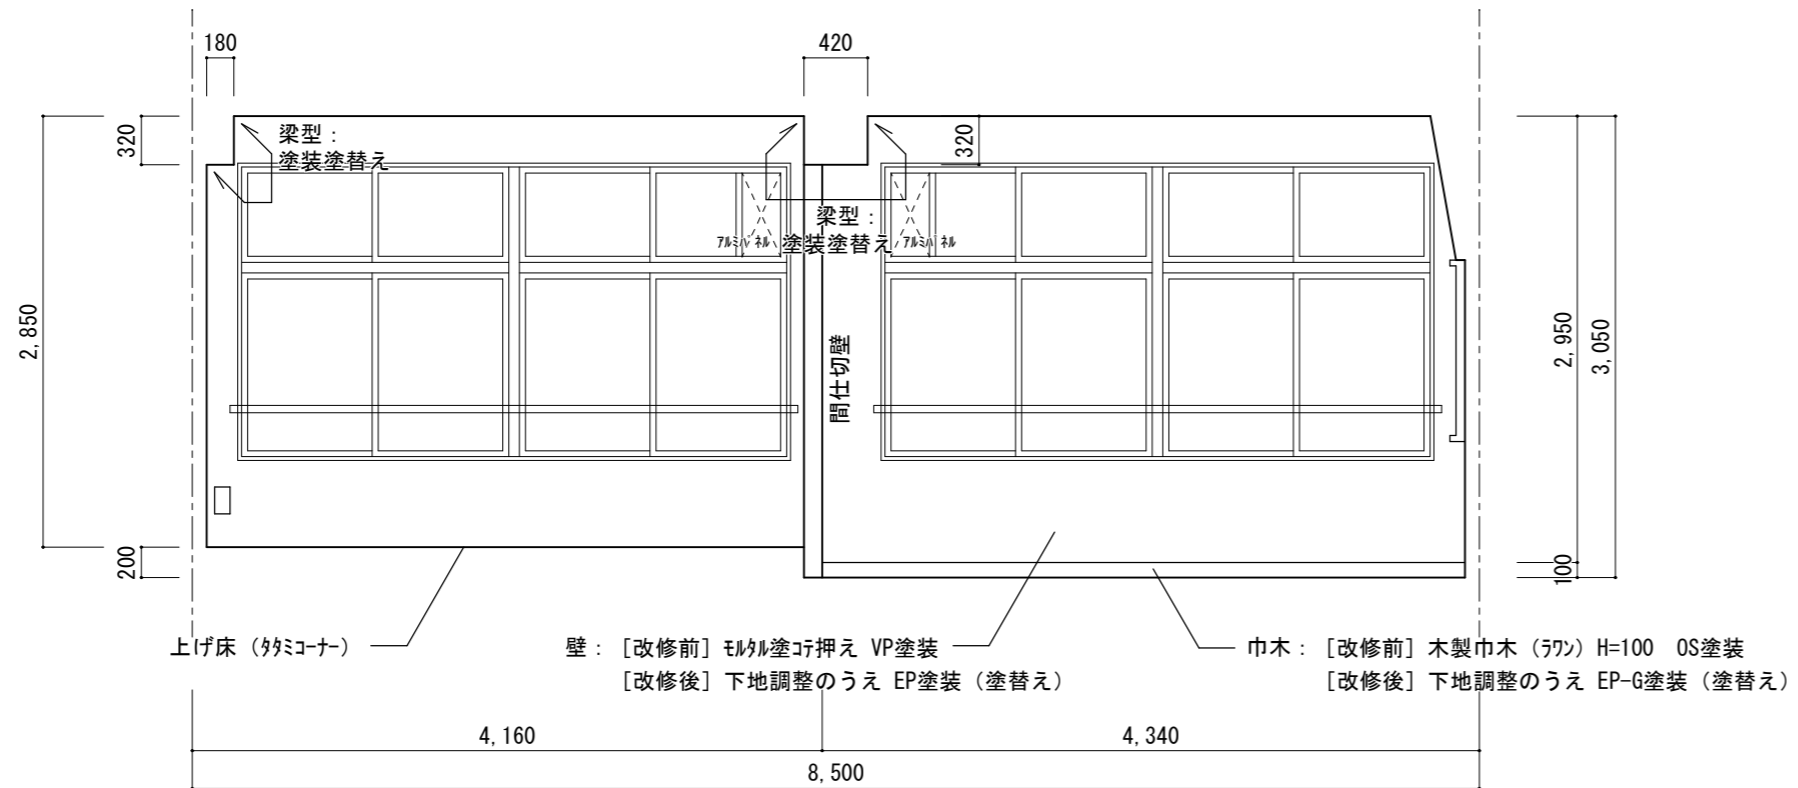 180
420
320
梁型：
塗装塗替え
320
梁型：
塗装塗替え
ｱﾙﾐﾊﾟﾈﾙ
ｱﾙﾐﾊﾟﾈﾙ
2,850
間仕切壁
2,950
3,050
200
100
上げ床（ﾀﾀﾐｺｰﾅｰ）
壁：［改修前］ﾓﾙﾀﾙ塗ｺﾃ押え VP塗装
［改修後］下地調整のうえ EP塗装（塗替え）
巾木：［改修前］木製巾木（ﾗﾜﾝ）H=100　OS塗装
［改修後］下地調整のうえ EP-G塗装（塗替え）
4,160
4,340
8,500